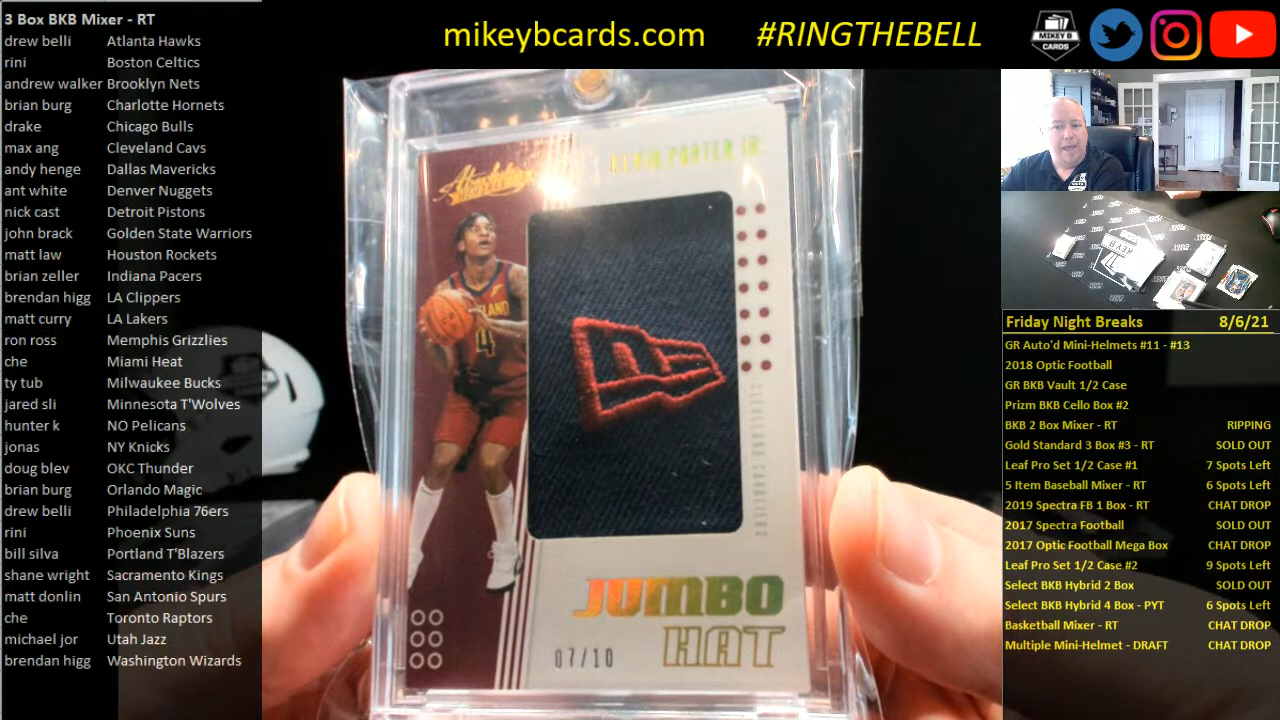 3 Box BKB Mixer - RT
drew belli Atlanta Hawks
rini Boston Celtics
andrew walker Brooklyn Nets
brian burg Charlotte Hornets
drake Chicago Bulls
max ang Cleveland Cavs
andy henge Dallas Mavericks
ant white Denver Nuggets
nick cast Detroit Pistons
john brack Golden State Warriors
matt law Houston Rockets
brian zeller Indiana Pacers
brendan higg LA Clippers
matt curry LA Lakers
ron ross Memphis Grizzlies
che Miami Heat
ty tub Milwaukee Bucks
jared sli Minnesota T'Wolves
hunter k NO Pelicans
jonas NY Knicks
doug blev OKC Thunder
brian burg Orlando Magic
drew belli Philadelphia 76ers
rini Phoenix Suns
bill silva Portland T'Blazers
shane wright Sacramento Kings
matt donlin San Antonio Spurs
che Toronto Raptors
michael jor Utah Jazz
brendan higg Washington Wizards
mikeybcards.com #RINGTHEBELL
MIKEY B
CARDS
Absolute
KEVIN PORTER JR.
4
CLEVELAND CAVALIERS
JUMBO
HAT
07/10
Friday Night Breaks 8/6/21
GR Auto'd Mini-Helmets #11 - #13
2018 Optic Football
GR BKB Vault 1/2 Case
Prizm BKB Cello Box #2
BKB 2 Box Mixer - RT RIPPING
Gold Standard 3 Box #3 - RT SOLD OUT
Leaf Pro Set 1/2 Case #1 7 Spots Left
5 Item Baseball Mixer - RT 6 Spots Left
2019 Spectra FB 1 Box - RT CHAT DROP
2017 Spectra Football SOLD OUT
2017 Optic Football Mega Box CHAT DROP
Leaf Pro Set 1/2 Case #2 9 Spots Left
Select BKB Hybrid 2 Box SOLD OUT
Select BKB Hybrid 4 Box - PYT 6 Spots Left
Basketball Mixer - RT CHAT DROP
Multiple Mini-Helmet - DRAFT CHAT DROP